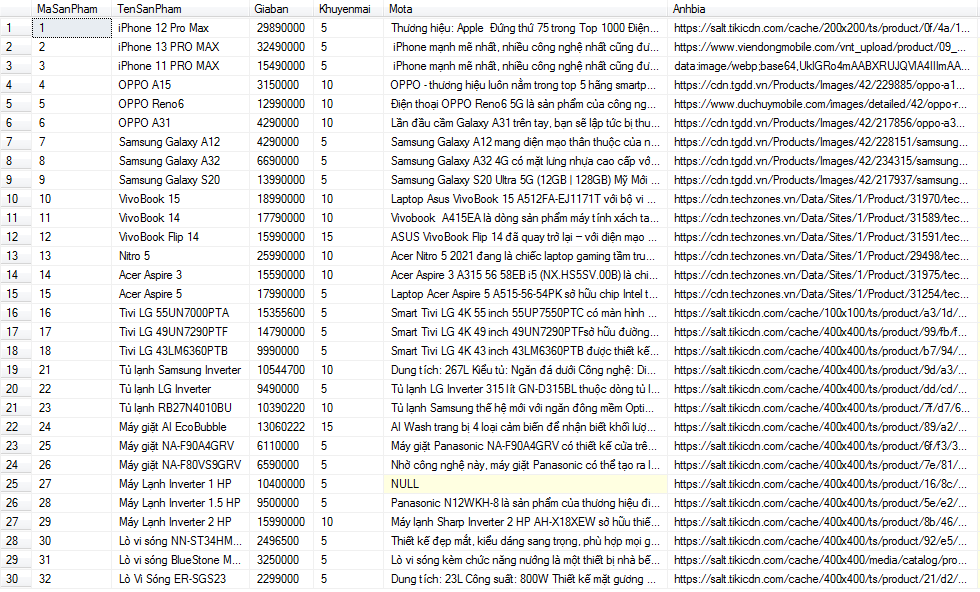 MaSanPham TenSanPham Giaban Khuyenmai Mota Anhbia
1 1 iPhone 12 Pro Max 29890000 5 Thương hiệu: Apple Đứng thứ 75 trong Top 1000 Điện... https://salt.tikicdn.com/cache/200x200/ts/product/0f/4a/1...
2 2 iPhone 13 PRO MAX 32490000 5 iPhone mạnh mẽ nhất, nhiều công nghệ nhất cũng đư... https://www.viendongmobile.com/vnt_upload/product/09_...
3 3 iPhone 11 PRO MAX 15490000 5 iPhone mạnh mẽ nhất, nhiều công nghệ nhất cũng đư... data:image/webp;base64,UklGRo4mAABXRUJQVlA4IIImAA...
4 4 OPPO A15 3150000 10 OPPO - thương hiệu luôn nằm trong top 5 hãng smartp... https://cdn.tgdd.vn/Products/Images/42/229885/oppo-a1...
5 5 OPPO Reno6 12990000 10 Điện thoại OPPO Reno6 5G là sản phẩm của công ng... https://www.duchuymobile.com/images/detailed/42/oppo-r...
6 6 OPPO A31 4290000 10 Lần đầu cầm Galaxy A31 trên tay, bạn sẽ lập tức bị thu... https://cdn.tgdd.vn/Products/Images/42/217856/oppo-a3...
7 7 Samsung Galaxy A12 4290000 10 Samsung Galaxy A12 mang diện mạo thân thuộc của n... https://cdn.tgdd.vn/Products/Images/42/228151/samsung...
8 8 Samsung Galaxy A32 6690000 5 Samsung Galaxy A32 4G có mặt lưng nhựa cao cấp vớ... https://cdn.tgdd.vn/Products/Images/42/234315/samsung...
9 9 Samsung Galaxy S20 13990000 5 Samsung Galaxy S20 Ultra 5G (12GB | 128GB) Mỹ Mới ... https://cdn.tgdd.vn/Products/Images/42/217937/samsung...
10 10 VivoBook 15 18990000 10 Laptop Asus VivoBook 15 A512FA-EJ1171T với bộ vi ... https://cdn.techzones.vn/Data/Sites/1/Product/31970/tec...
11 11 VivoBook 14 17790000 10 Vivobook A415EA là dòng sản phẩm máy tính xách ta... https://cdn.techzones.vn/Data/Sites/1/Product/31589/tec...
12 12 VivoBook Flip 14 15990000 15 ASUS VivoBook Flip 14 đã quay trở lại – với diện mạo ... https://cdn.techzones.vn/Data/Sites/1/Product/31591/tec...
13 13 Nitro 5 25990000 10 Acer Nitro 5 2021 đang là chiếc laptop gaming tầm tru... https://cdn.techzones.vn/Data/Sites/1/Product/29498/tec...
14 14 Acer Aspire 3 15590000 10 Acer Aspire 3 A315 56 58EB i5 (NX.HS5SV.00B) là chi... https://cdn.techzones.vn/Data/Sites/1/Product/31975/tec...
15 15 Acer Aspire 5 17990000 5 Laptop Acer Aspire 5 A515-56-54PK sở hữu chip Intel t... https://cdn.techzones.vn/Data/Sites/1/Product/31254/tec...
16 16 Tivi LG 55UN7000PTA 15355600 5 Smart Tivi LG 4K 55 inch 55UP7550PTC có màn hình ... https://salt.tikicdn.com/cache/100x100/ts/product/a3/1d/...
17 17 Tivi LG 49UN7290PTF 14790000 5 Smart Tivi LG 4K 49 inch 49UN7290PTFsở hữu đường... https://salt.tikicdn.com/cache/400x400/ts/product/99/fb/f...
18 18 Tivi LG 43LM6360PTB 9990000 5 Smart Tivi LG 4K 43 inch 43LM6360PTB được thiết kế... https://salt.tikicdn.com/cache/400x400/ts/product/b7/94/...
19 21 Tủ lạnh Samsung Inverter 10544700 10 Dung tích: 267L Kiểu tủ: Ngăn đá dưới Công nghệ: Di... https://salt.tikicdn.com/cache/400x400/ts/product/9d/a3/...
20 22 Tủ lạnh LG Inverter 9490000 5 Tủ lạnh LG Inverter 315 lít GN-D315BL thuộc dòng tủ l... https://salt.tikicdn.com/cache/400x400/ts/product/dd/cd/...
21 23 Tủ lạnh RB27N4010BU 10390220 10 Tủ lạnh Samsung thế hệ mới với ngăn đông mềm Opti... https://salt.tikicdn.com/cache/400x400/ts/product/7f/d7/6...
22 24 Máy giặt AI EcoBubble 13060222 15 AI Wash trang bị 4 loại cảm biến để nhận biết khối lượ... https://salt.tikicdn.com/cache/400x400/ts/product/89/a2/...
23 25 Máy giặt NA-F90A4GRV 6110000 5 Máy giặt Panasonic NA-F90A4GRV có thiết kế cửa trê... https://salt.tikicdn.com/cache/400x400/ts/product/6f/f3/3...
24 26 Máy giặt NA-F80VS9GRV 6590000 5 Nhờ công nghệ này, máy giặt Panasonic có thể tạo ra l... https://salt.tikicdn.com/cache/400x400/ts/product/7e/81/...
25 27 Máy Lạnh Inverter 1 HP 10400000 5 NULL https://salt.tikicdn.com/cache/400x400/ts/product/16/8c/...
26 28 Máy Lạnh Inverter 1.5 HP 9500000 5 Panasonic N12WKH-8 là sản phẩm của thương hiệu đi... https://salt.tikicdn.com/cache/400x400/ts/product/5e/e2/...
27 29 Máy Lạnh Inverter 2 HP 15990000 10 Máy lạnh Sharp Inverter 2 HP AH-X18XEW sở hữu thiế... https://salt.tikicdn.com/cache/400x400/ts/product/8b/46/...
28 30 Lò vi sóng NN-ST34HM... 2496500 5 Thiết kế đẹp mắt, kiểu dáng sang trọng, phù hợp mọi g... https://salt.tikicdn.com/cache/400x400/ts/product/92/e5/...
29 31 Lò vi sóng BlueStone M... 3250000 5 Lò vi sóng kèm chức năng nướng là một thiết bị nhà bế... https://salt.tikicdn.com/cache/400x400/media/catalog/pro...
30 32 Lò Vi Sóng ER-SGS23 2299000 5 Dung tích: 23L Công suất: 800W Thiết kế mặt gương ... https://salt.tikicdn.com/cache/400x400/ts/product/21/d2/...